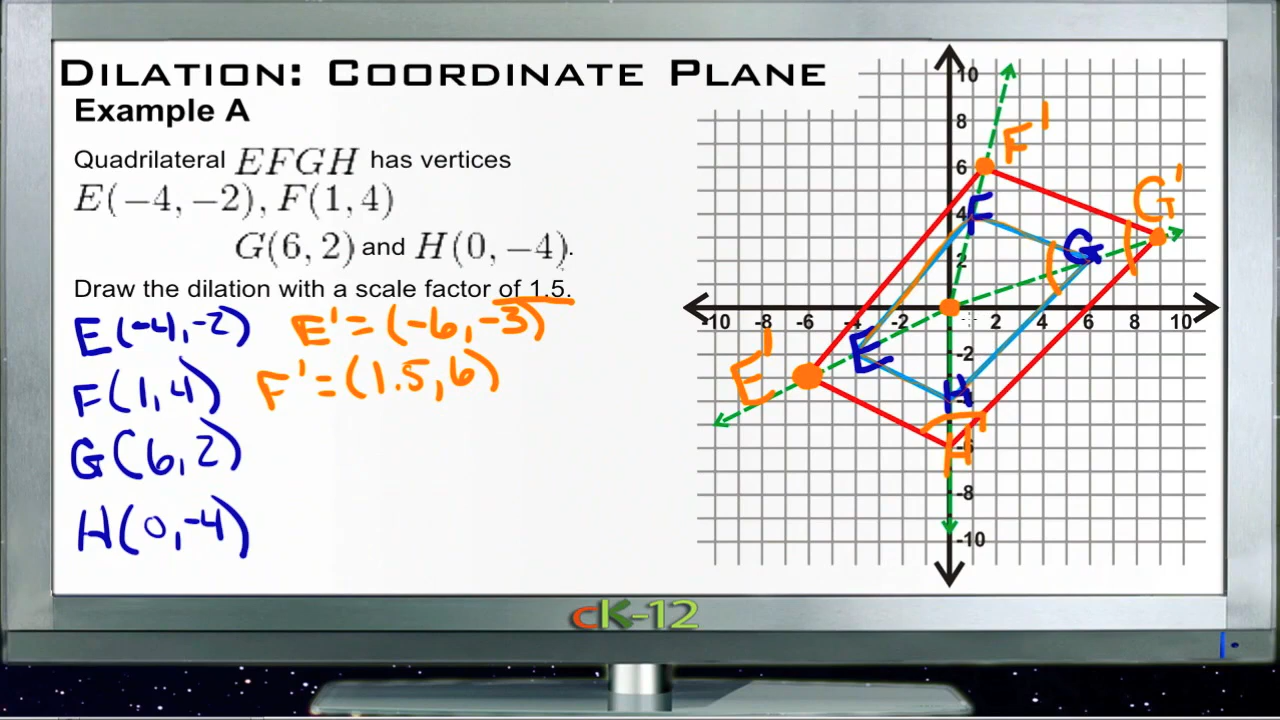 DILATION: COORDINATE PLANE
Example A
Quadrilateral EFGH has vertices
E(−4, −2), F(1, 4)
G(6, 2) and H(0, −4).
Draw the dilation with a scale factor of 1.5.
E(-4,-2) E'=(-6,-3)
F(1,4) F'=(1.5,6)
G(6,2)
H(0,-4)
10
8
F'
6
G'
4
F
G
2
-10 -8 -6 -4 -2 2 4 6 8 10
E
-2
E'
H
-4
H
-6
-8
-10
cK-12